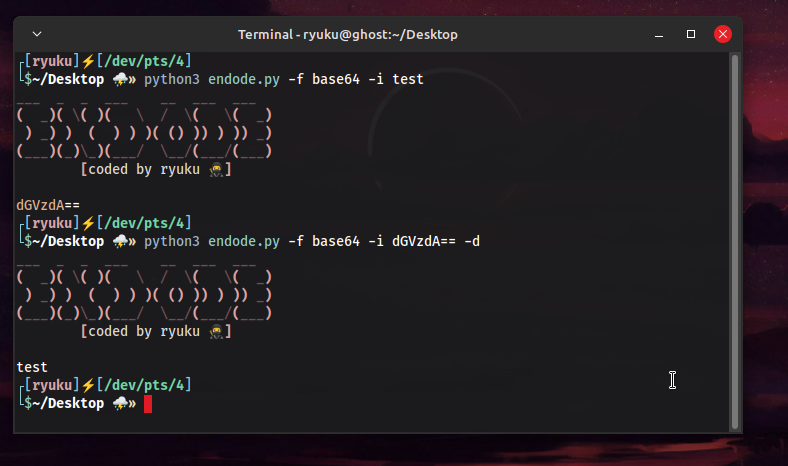 Terminal - ryuku@ghost:~/Desktop
┌[ryuku]⚡[/dev/pts/4]
└$~/Desktop ⛈️» python3 endode.py -f base64 -i test
___  _  _  ___    __  ___  ___
(  _)( \( )(   \  /  \(   \(  _)
 ) _) ) )  (  ) ) )( () )) ) )) _)
(___)(_)\_)(___/  \__/(___/(___)
[coded by ryuku 🥷]
dGVzdA==
┌[ryuku]⚡[/dev/pts/4]
└$~/Desktop ⛈️» python3 endode.py -f base64 -i dGVzdA== -d
___  _  _  ___    __  ___  ___
(  _)( \( )(   \  /  \(   \(  _)
 ) _) ) )  (  ) ) )( () )) ) )) _)
(___)(_)\_)(___/  \__/(___/(___)
[coded by ryuku 🥷]
test
┌[ryuku]⚡[/dev/pts/4]
└$~/Desktop ⛈️»